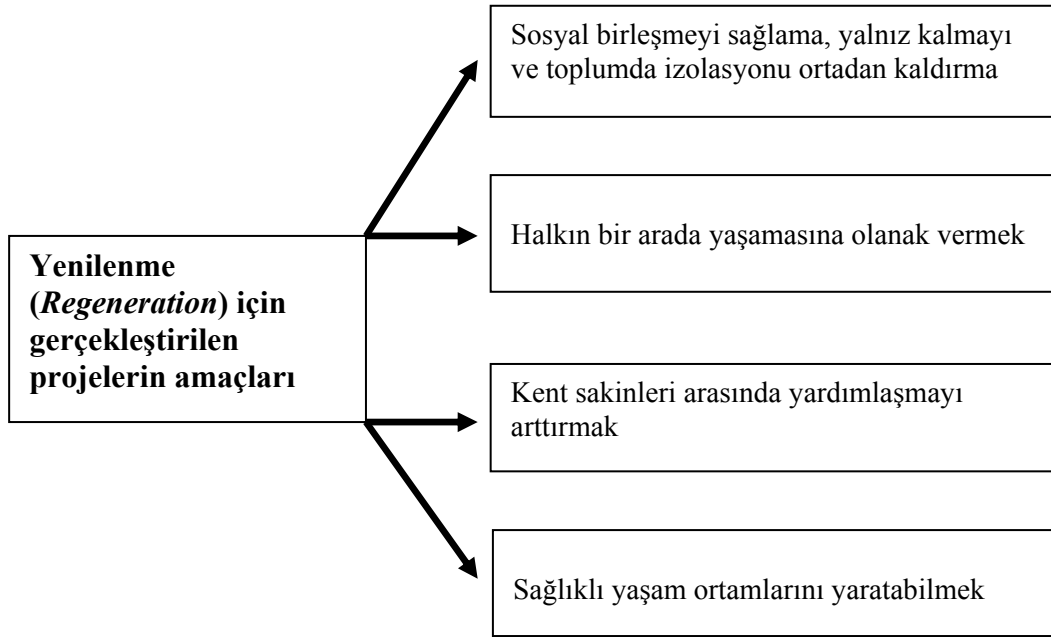 Sosyal birleşmeyi sağlama, yalnız kalmayı
ve toplumda izolasyonu ortadan kaldırma
Halkın bir arada yaşamasına olanak vermek
Yenilenme
(Regeneration) için
gerçekleştirilen
projelerin amaçları
Kent sakinleri arasında yardımlaşmayı
arttırmak
Sağlıklı yaşam ortamlarını yaratabilmek